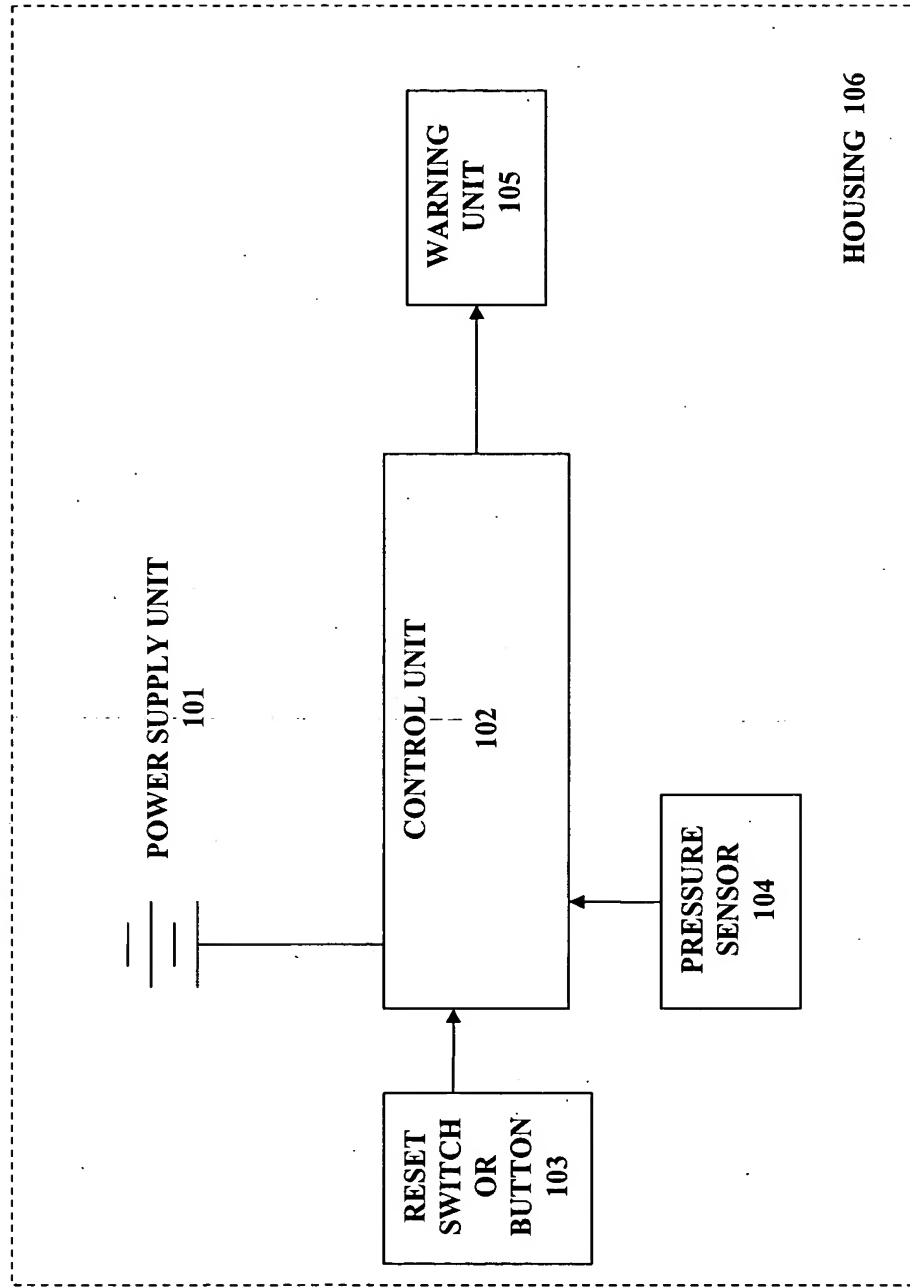 POWER SUPPLY UNIT
101
RESET
SWITCH
OR
BUTTON
103
CONTROL UNIT
102
WARNING
UNIT
105
PRESSURE
SENSOR
104
HOUSING 106